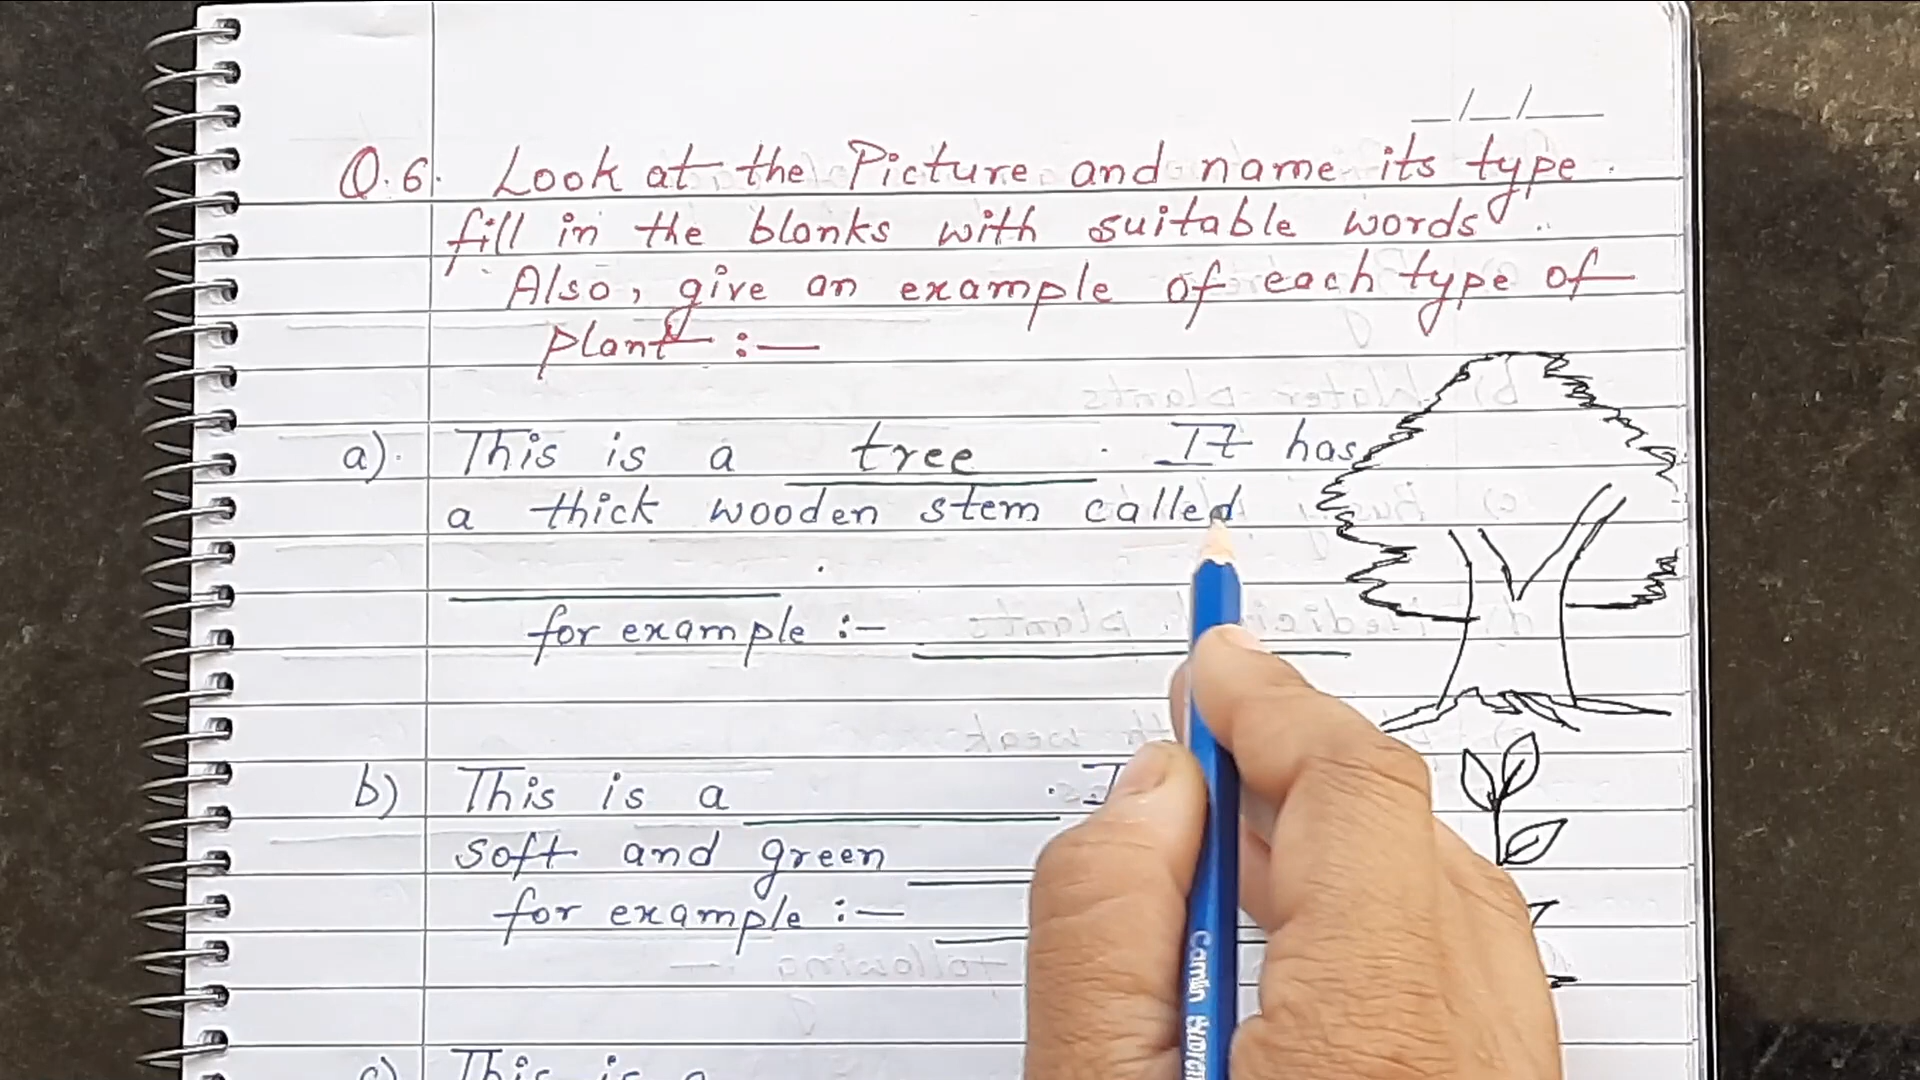 _/_/_
Q.6. Look at the Picture and name its type.
fill in the blanks with suitable words.
Also, give an example of each type of
plant :-
a). This is a tree. It has
a thick wooden stem called
.
for example :-
b) This is a .
soft and green
for example :-
c) This is a
Camlin